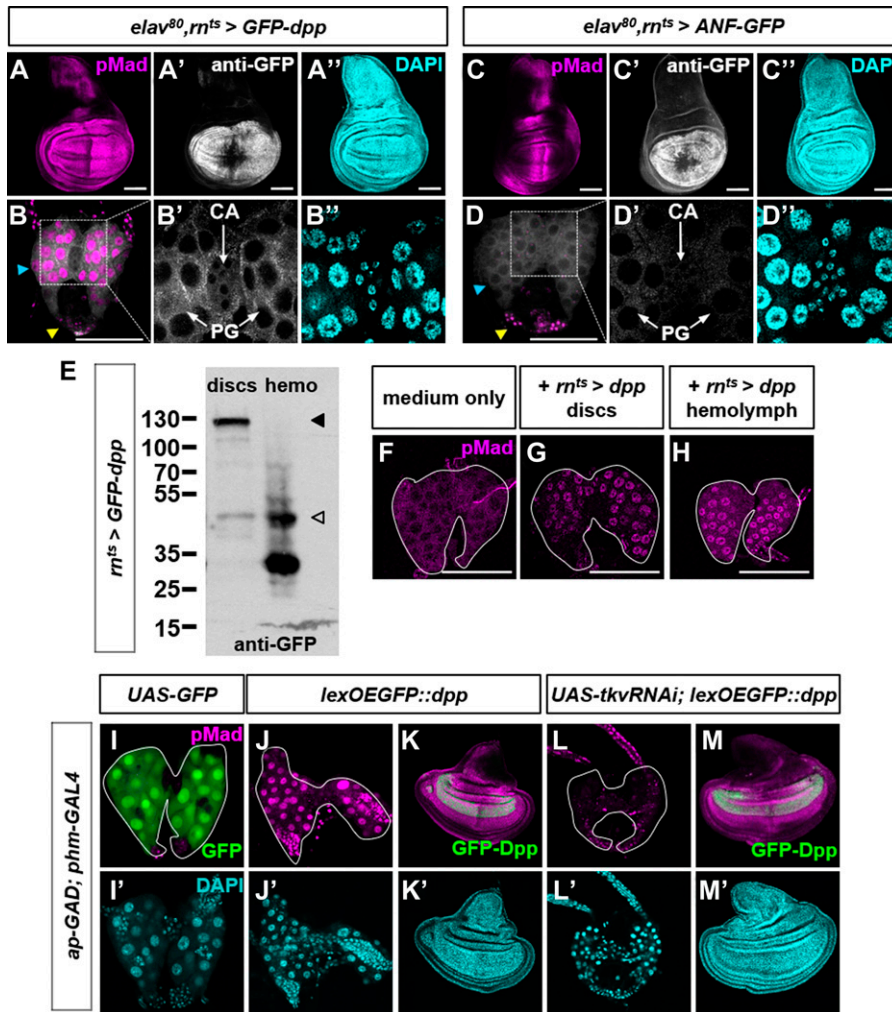 elav⁸⁰,rnᵗˢ > GFP-dpp
elav⁸⁰,rnᵗˢ > ANF-GFP
A pMad
A' anti-GFP
A'' DAPI
C pMad
C' anti-GFP
C'' DAPI
B
B' CA
PG
B''
D
D' CA
PG
D''
E
rnᵗˢ > GFP-dpp
discs hemo
130
100
70
55
35
25
15
anti-GFP
medium only
+ rnᵗˢ > dpp
discs
+ rnᵗˢ > dpp
hemolymph
F pMad
G
H
UAS-GFP
lexOEGFP::dpp
UAS-tkvRNAi; lexOEGFP::dpp
ap-GAD; phm-GAL4
I pMad
GFP
J
K
GFP-Dpp
L
M
GFP-Dpp
I' DAPI
J'
K'
L'
M'